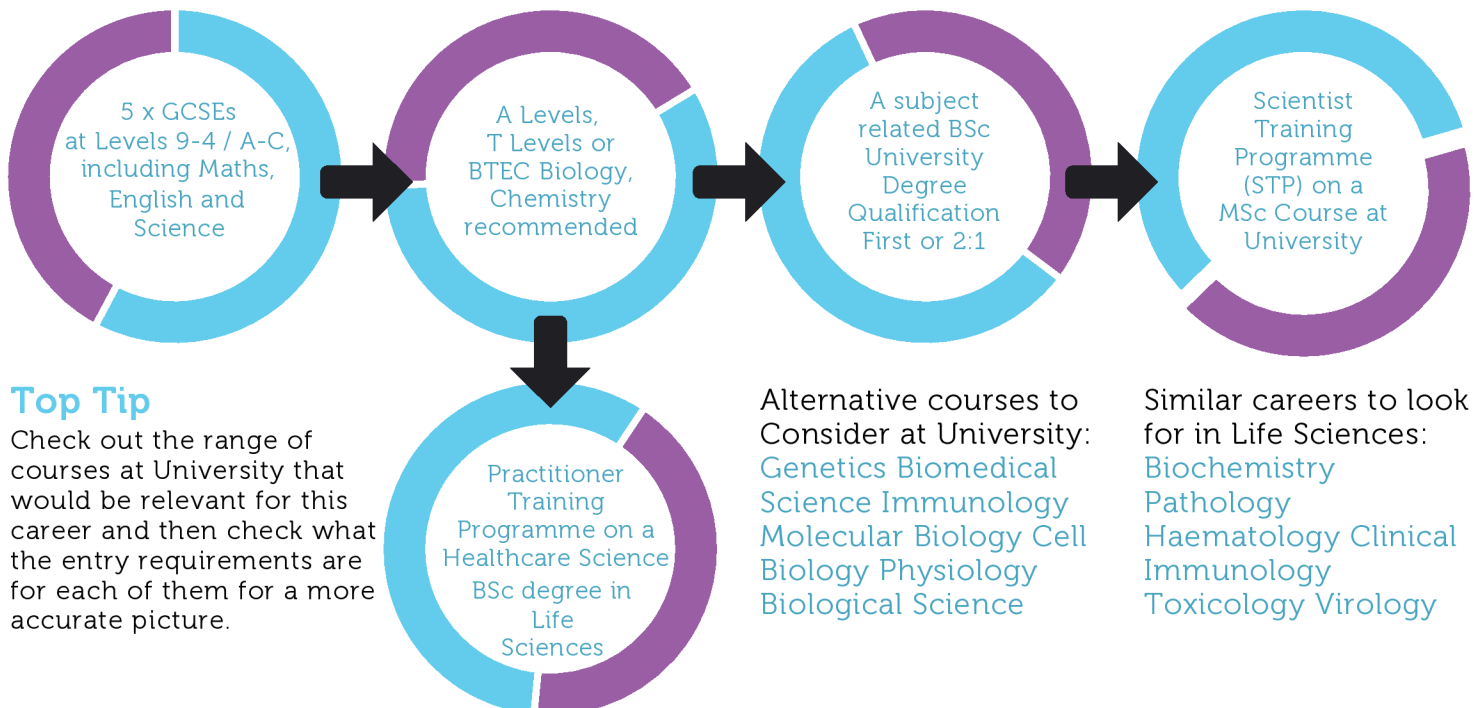 5 x GCSEs
at Levels 9-4 / A-C,
including Maths,
English and
Science
A Levels,
T Levels or
BTEC Biology,
Chemistry
recommended
A subject
related BSc
University
Degree
Qualification
First or 2:1
Scientist
Training
Programme
(STP) on a
MSc Course at
University
Top Tip
Check out the range of
courses at University that
would be relevant for this
career and then check what
the entry requirements are
for each of them for a more
accurate picture.
Practitioner
Training
Programme on a
Healthcare Science
BSc degree in
Life
Sciences
Alternative courses to
Consider at University:
Genetics Biomedical
Science Immunology
Molecular Biology Cell
Biology Physiology
Biological Science
Similar careers to look
for in Life Sciences:
Biochemistry
Pathology
Haematology Clinical
Immunology
Toxicology Virology